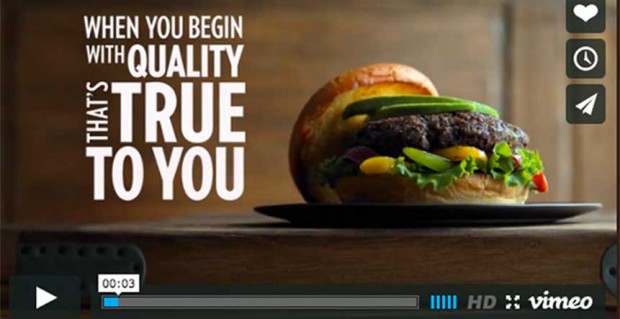 WHEN YOU BEGIN
WITH QUALITY
THAT'S TRUE
TO YOU
00:03
HD vimeo